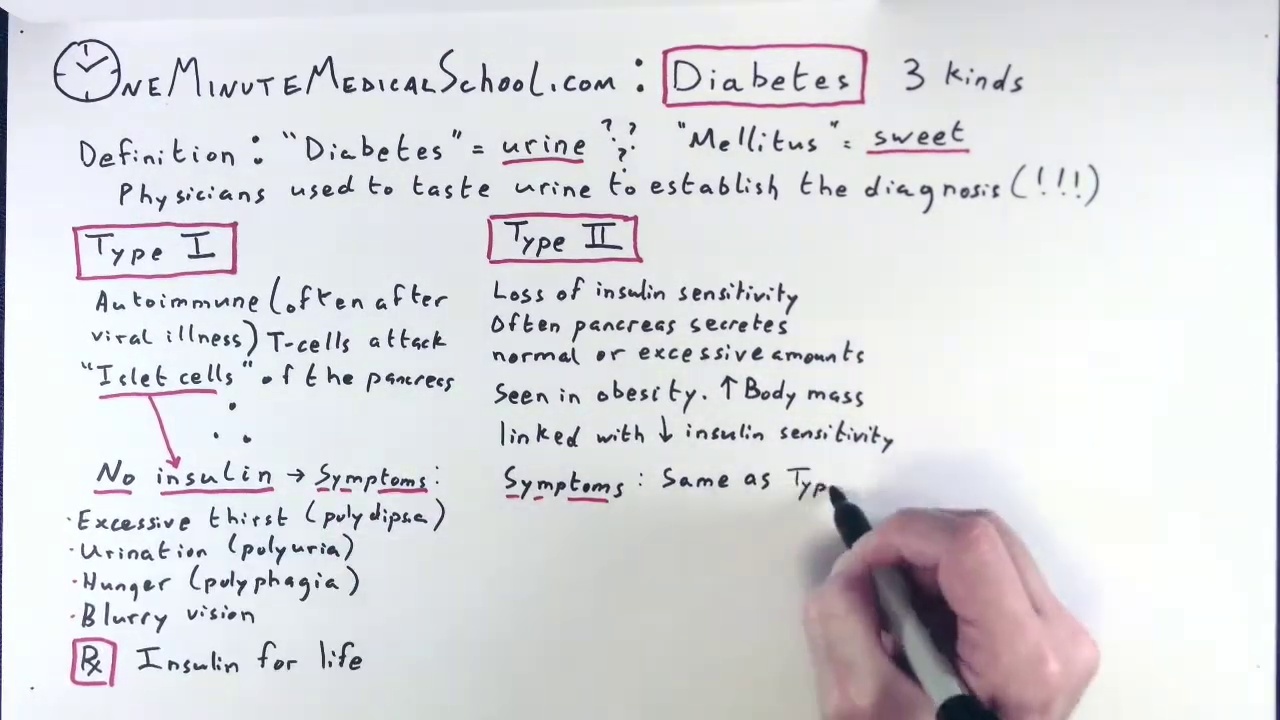 OneMinuteMedicalSchool.com : Diabetes 3 kinds
Definition : "Diabetes" = urine ??? "Mellitus" = sweet
Physicians used to taste urine to establish the diagnosis (!!!)
Type I
Autoimmune (often after
viral illness) T-cells attack
"Islet cells" of the pancreas
No insulin → Symptoms:
· Excessive thirst (polydipsia)
· Urination (polyuria)
· Hunger (polyphagia)
· Blurry vision
Rx Insulin for life
Type II
Loss of insulin sensitivity
Often pancreas secretes
normal or excessive amounts
Seen in obesity. ↑ Body mass
linked with ↓ insulin sensitivity
Symptoms : Same as Typ